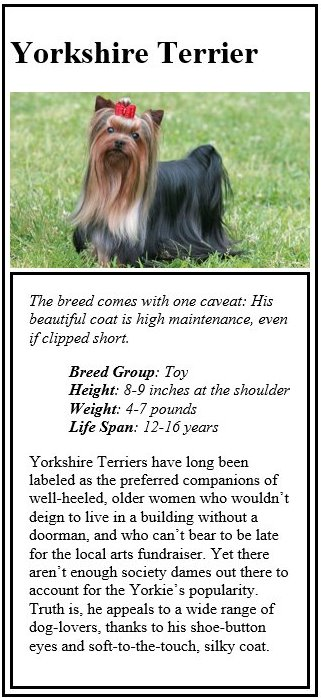 Yorkshire Terrier
The breed comes with one caveat: His
beautiful coat is high maintenance, even
if clipped short.
Breed Group: Toy
Height: 8-9 inches at the shoulder
Weight: 4-7 pounds
Life Span: 12-16 years
Yorkshire Terriers have long been
labeled as the preferred companions of
well-heeled, older women who wouldn’t
deign to live in a building without a
doorman, and who can’t bear to be late
for the local arts fundraiser. Yet there
aren’t enough society dames out there to
account for the Yorkie’s popularity.
Truth is, he appeals to a wide range of
dog-lovers, thanks to his shoe-button
eyes and soft-to-the-touch, silky coat.